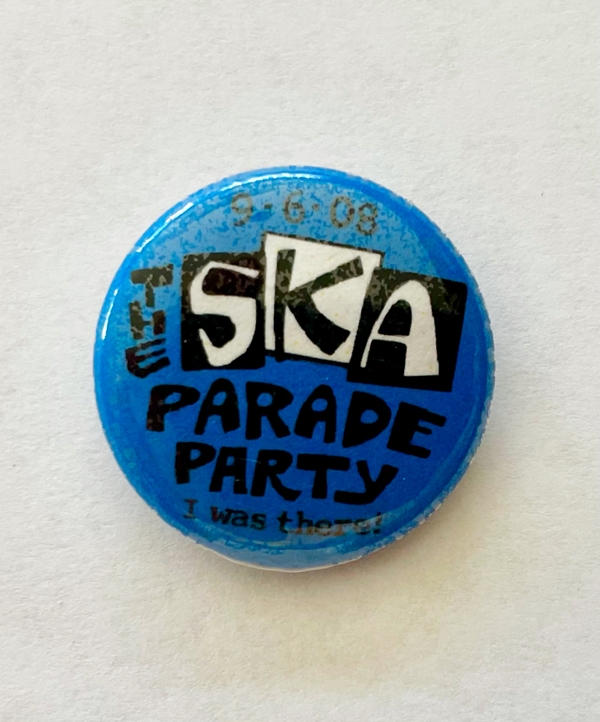 9-6-08
THE SKA
PARADE
PARTY
I was there!